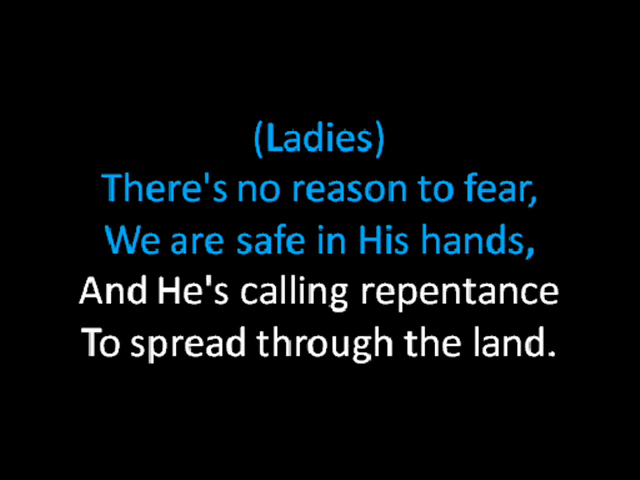 (Ladies)
There's no reason to fear,
We are safe in His hands,
And He's calling repentance
To spread through the land.